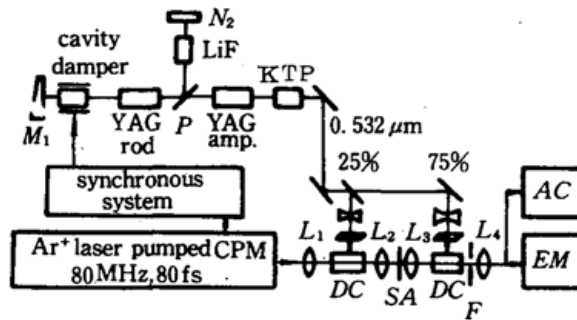 N₂
cavity
damper
LiF
KTP
M₁
YAG
rod
P
YAG
amp.
0.532 μm
25%
75%
synchronous
system
AC
Ar⁺ laser pumped CPM
80MHz, 80fs
L₁
L₂
L₃
L₄
DC
SA
DC
F
EM